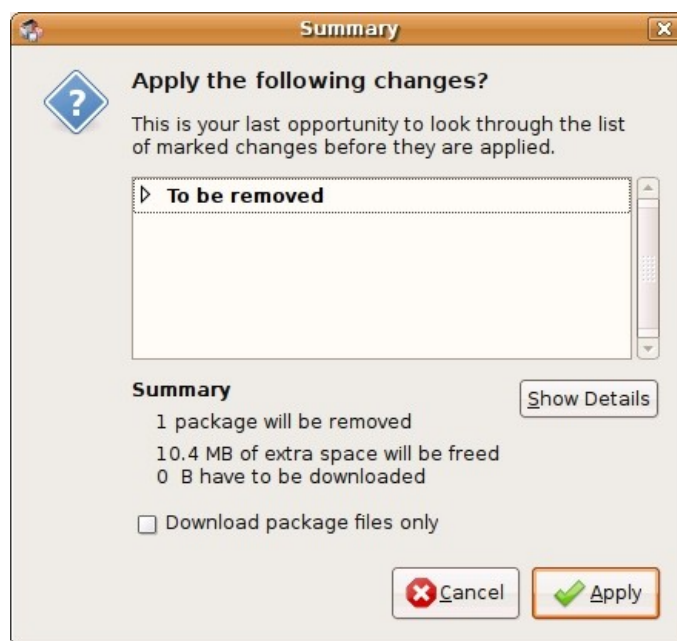 Summary
Apply the following changes?
This is your last opportunity to look through the list
of marked changes before they are applied.
To be removed
Summary
Show Details
1 package will be removed
10.4 MB of extra space will be freed
0 B have to be downloaded
Download package files only
Cancel
Apply